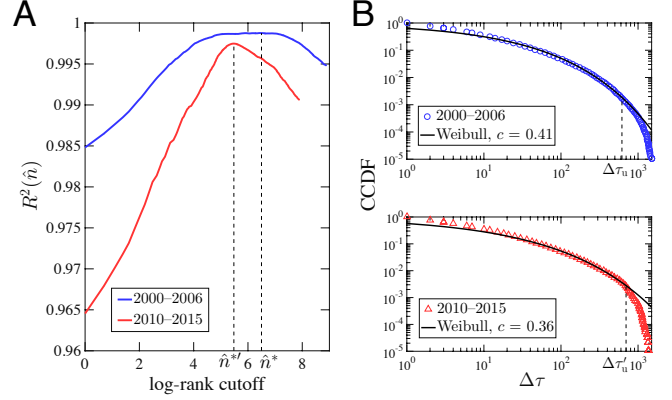 A
1
0.995
0.99
0.985
0.98
0.975
0.97
0.965
0.96
R²(n̂)
2000–2006
2010–2015
0 2 4 n̂*′ 6 n̂* 8
log-rank cutoff
B
CCDF
10⁰
10⁻¹
10⁻²
10⁻³
10⁻⁴
10⁻⁵
2000–2006
Weibull, c = 0.41
10⁰ 10¹ 10² Δτᵤ 10³
10⁰
10⁻¹
10⁻²
10⁻³
10⁻⁴
10⁻⁵
2010–2015
Weibull, c = 0.36
10⁰ 10¹ 10² Δτ′ᵤ 10³
Δτ